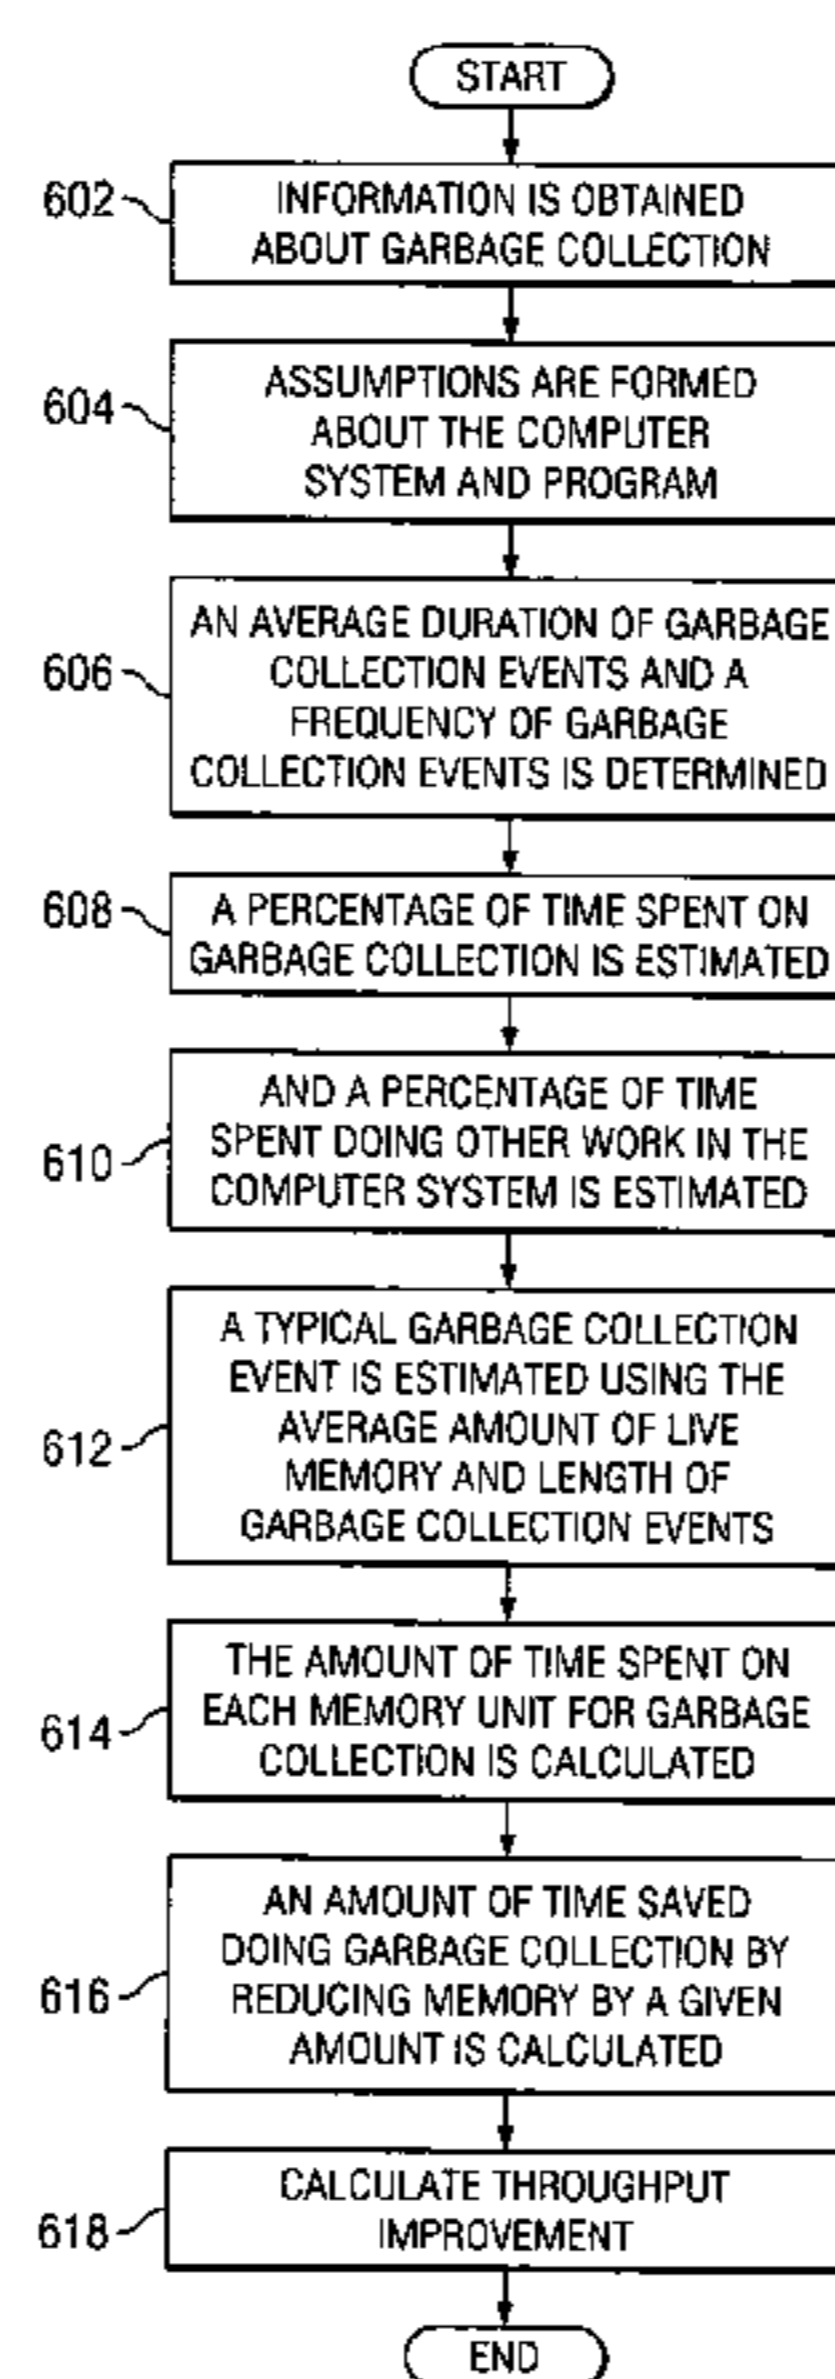 START
602
INFORMATION IS OBTAINED
ABOUT GARBAGE COLLECTION
604
ASSUMPTIONS ARE FORMED
ABOUT THE COMPUTER
SYSTEM AND PROGRAM
606
AN AVERAGE DURATION OF GARBAGE
COLLECTION EVENTS AND A
FREQUENCY OF GARBAGE
COLLECTION EVENTS IS DETERMINED
608
A PERCENTAGE OF TIME SPENT ON
GARBAGE COLLECTION IS ESTIMATED
610
AND A PERCENTAGE OF TIME
SPENT DOING OTHER WORK IN THE
COMPUTER SYSTEM IS ESTIMATED
612
A TYPICAL GARBAGE COLLECTION
EVENT IS ESTIMATED USING THE
AVERAGE AMOUNT OF LIVE
MEMORY AND LENGTH OF
GARBAGE COLLECTION EVENTS
614
THE AMOUNT OF TIME SPENT ON
EACH MEMORY UNIT FOR GARBAGE
COLLECTION IS CALCULATED
616
AN AMOUNT OF TIME SAVED
DOING GARBAGE COLLECTION BY
REDUCING MEMORY BY A GIVEN
AMOUNT IS CALCULATED
618
CALCULATE THROUGHPUT
IMPROVEMENT
END